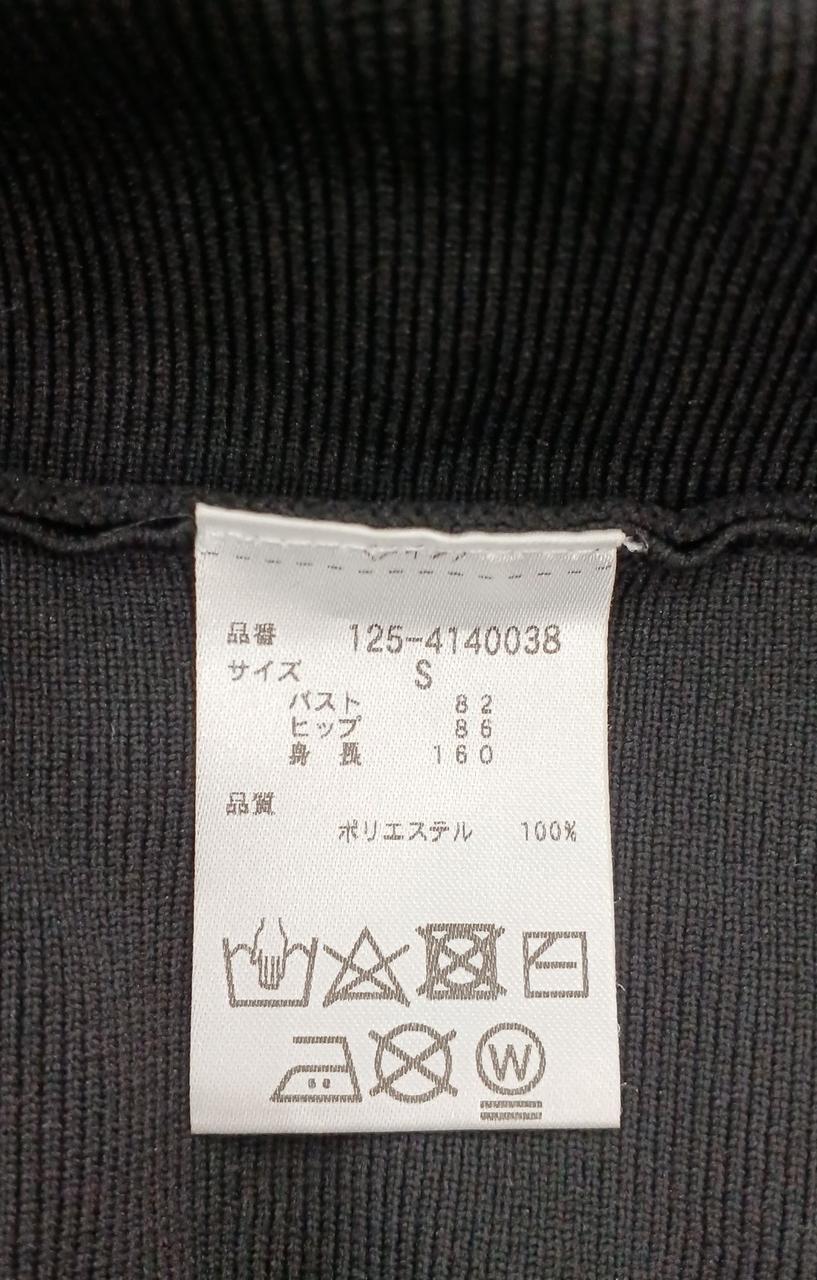 品番 125-4140038
サイズ S
バスト 82
ヒップ 86
身長 160
品質
ポリエステル 100%
W